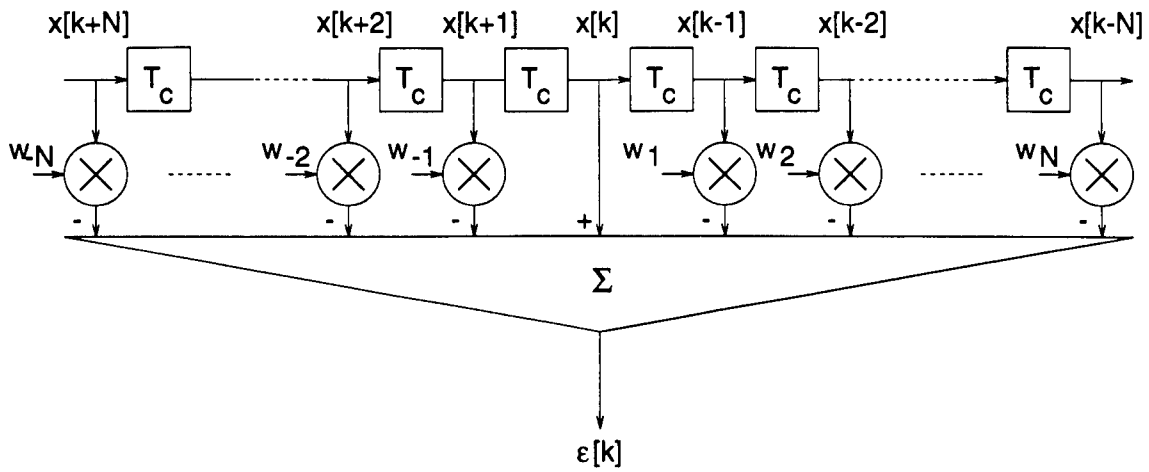 x[k+N] x[k+2] x[k+1] x[k] x[k-1] x[k-2] x[k-N]
T_c T_c T_c T_c T_c T_c
w_-N w_-2 w_-1 w_1 w_2 w_N
- - - + - - -
Σ
ε[k]